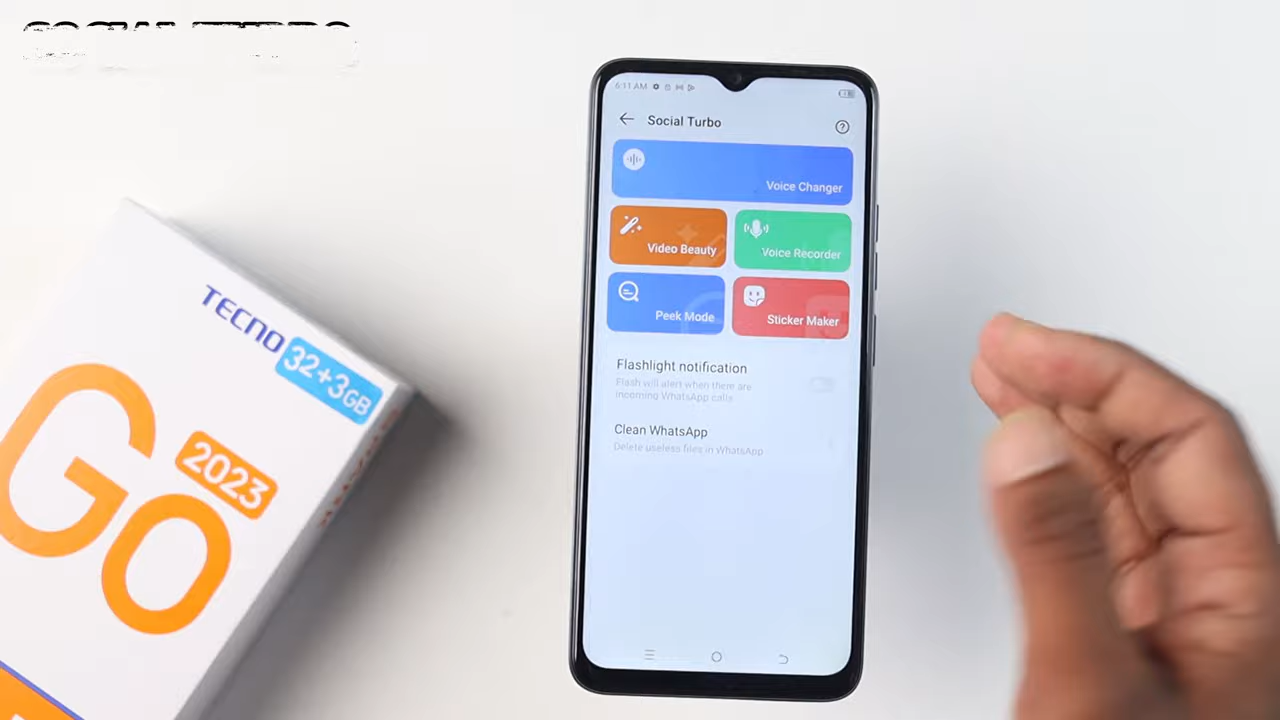 SOCIAL TURBO
6:11 AM
Social Turbo
Voice Changer
Video Beauty
Voice Recorder
Peek Mode
Sticker Maker
Flashlight notification
Flash will alert when there are
incoming WhatsApp calls
Clean WhatsApp
Delete useless files in WhatsApp
TECNO
32+3GB
GO
2023